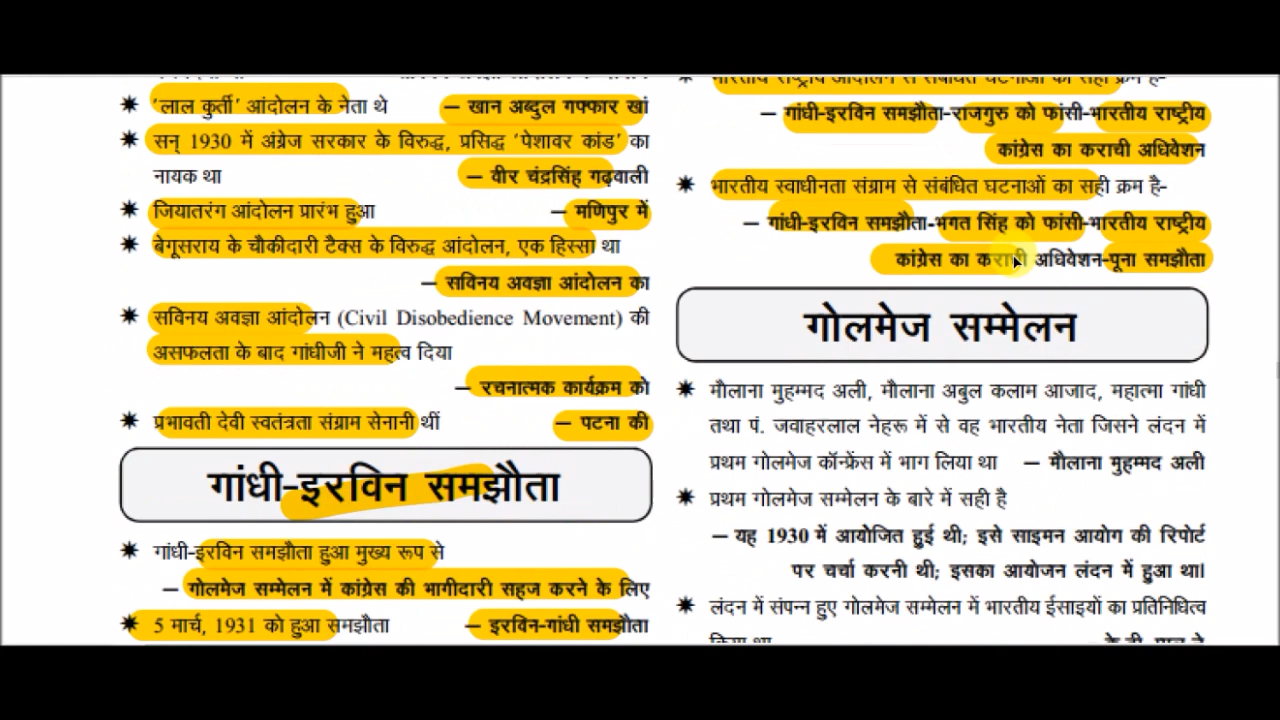 ✷ 'लाल कुर्ती' आंदोलन के नेता थे — खान अब्दुल गफ्फार खां
✷ सन् 1930 में अंग्रेज सरकार के विरुद्ध, प्रसिद्ध 'पेशावर कांड' का
नायक था — वीर चंद्रसिंह गढ़वाली
✷ जियातरंग आंदोलन प्रारंभ हुआ — मणिपुर में
✷ बेगूसराय के चौकीदारी टैक्स के विरुद्ध आंदोलन, एक हिस्सा था
— सविनय अवज्ञा आंदोलन का
✷ सविनय अवज्ञा आंदोलन (Civil Disobedience Movement) की
असफलता के बाद गांधीजी ने महत्व दिया
— रचनात्मक कार्यक्रम को
✷ प्रभावती देवी स्वतंत्रता संग्राम सेनानी थीं — पटना की
गांधी-इरविन समझौता
✷ गांधी-इरविन समझौता हुआ मुख्य रूप से
— गोलमेज सम्मेलन में कांग्रेस की भागीदारी सहज करने के लिए
✷ 5 मार्च, 1931 को हुआ समझौता — इरविन-गांधी समझौता
✷ भारतीय राष्ट्रीय आंदोलन से संबंधित घटनाओं का सही क्रम है-
— गांधी-इरविन समझौता-राजगुरु को फांसी-भारतीय राष्ट्रीय
कांग्रेस का कराची अधिवेशन
✷ भारतीय स्वाधीनता संग्राम से संबंधित घटनाओं का सही क्रम है-
— गांधी-इरविन समझौता-भगत सिंह को फांसी-भारतीय राष्ट्रीय
कांग्रेस का कराची अधिवेशन-पूना समझौता
गोलमेज सम्मेलन
✷ मौलाना मुहम्मद अली, मौलाना अबुल कलाम आजाद, महात्मा गांधी
तथा पं. जवाहरलाल नेहरू में से वह भारतीय नेता जिसने लंदन में
प्रथम गोलमेज कॉन्फ्रेंस में भाग लिया था — मौलाना मुहम्मद अली
✷ प्रथम गोलमेज सम्मेलन के बारे में सही है
— यह 1930 में आयोजित हुई थी; इसे साइमन आयोग की रिपोर्ट
पर चर्चा करनी थी; इसका आयोजन लंदन में हुआ था।
✷ लंदन में संपन्न हुए गोलमेज सम्मेलन में भारतीय ईसाइयों का प्रतिनिधित्व